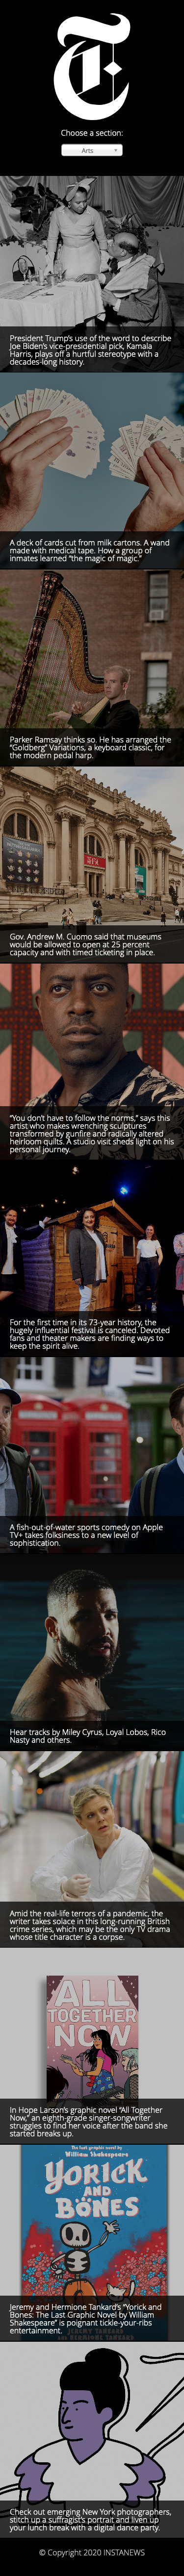 Choose a section:
Arts
President Trump's use of the word to describe
Joe Biden's vice-presidential pick, Kamala
Harris, plays off a hurtful stereotype with a
decades-long history.
A deck of cards cut from milk cartons. A wand
made with medical tape. How a group of
inmates learned “the magic of magic.”
Parker Ramsay thinks so. He has arranged the
“Goldberg” Variations, a keyboard classic, for
the modern pedal harp.
Gov. Andrew M. Cuomo said that museums
would be allowed to open at 25 percent
capacity and with timed ticketing in place.
“You don't have to follow the norms,” says this
artist who makes wrenching sculptures
transformed by gunfire and radically altered
heirloom quilts. A studio visit sheds light on his
personal journey.
For the first time in its 73-year history, the
hugely influential festival is canceled. Devoted
fans and theater makers are finding ways to
keep the spirit alive.
A fish-out-of-water sports comedy on Apple
TV+ takes folksiness to a new level of
sophistication.
Hear tracks by Miley Cyrus, Loyal Lobos, Rico
Nasty and others.
Amid the real-life terrors of a pandemic, the
writer takes solace in this long-running British
crime series, which may be the only TV drama
whose title character is a corpse.
ALL
TOGETHER
NOW
In Hope Larson's graphic novel “All Together
Now,” an eighth-grade singer-songwriter
struggles to find her voice after the band she
started breaks up.
The last graphic novel by
William Shakespeare
YORICK
AND
BONES
Jeremy and Hermione Tankard's “Yorick and
Bones: The Last Graphic Novel by William
Shakespeare” is poignant tickle-your-ribs
entertainment.
Check out emerging New York photographers,
stitch up a suffragist's portrait and liven up
your lunch break with a digital dance party.
© Copyright 2020 INSTANEWS